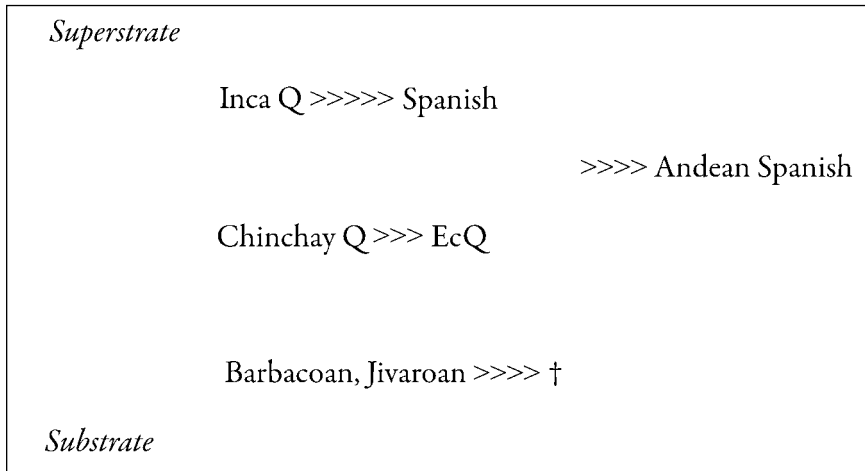 Superstrate
Inca Q >>>>> Spanish
>>>> Andean Spanish
Chinchay Q >>> EcQ
Barbacoan, Jivaroan >>>> †
Substrate